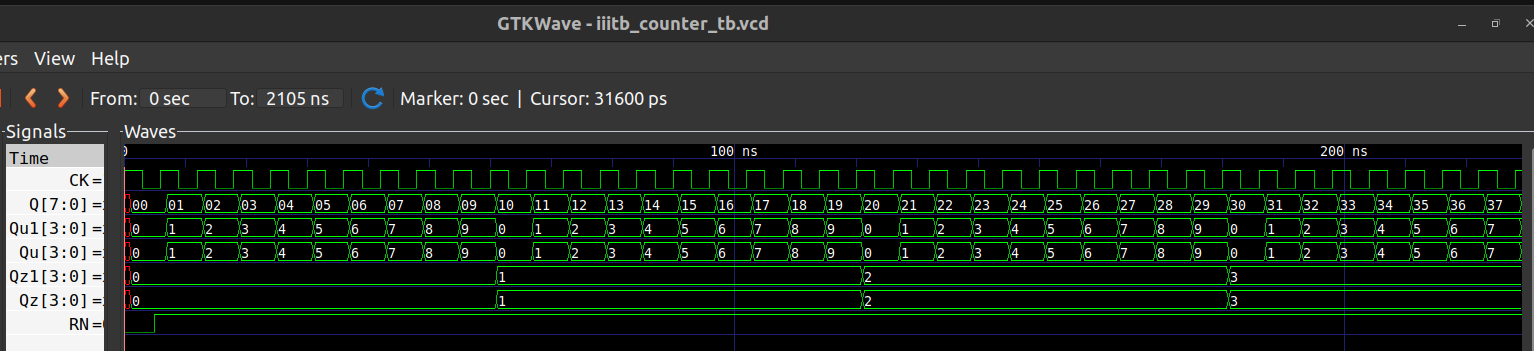 GTKWave - iiitb_counter_tb.vcd
ers View Help
From: 0 sec To: 2105 ns Marker: 0 sec | Cursor: 31600 ps
Signals Waves
Time 0 100 ns 200 ns
CK=
Q[7:0]= 00 01 02 03 04 05 06 07 08 09 10 11 12 13 14 15 16 17 18 19 20 21 22 23 24 25 26 27 28 29 30 31 32 33 34 35 36 37
Qu1[3:0]= 0 1 2 3 4 5 6 7 8 9 0 1 2 3 4 5 6 7 8 9 0 1 2 3 4 5 6 7 8 9 0 1 2 3 4 5 6 7
Qu[3:0]= 0 1 2 3 4 5 6 7 8 9 0 1 2 3 4 5 6 7 8 9 0 1 2 3 4 5 6 7 8 9 0 1 2 3 4 5 6 7
Qz1[3:0]= 0 1 2 3
Qz[3:0]= 0 1 2 3
RN=